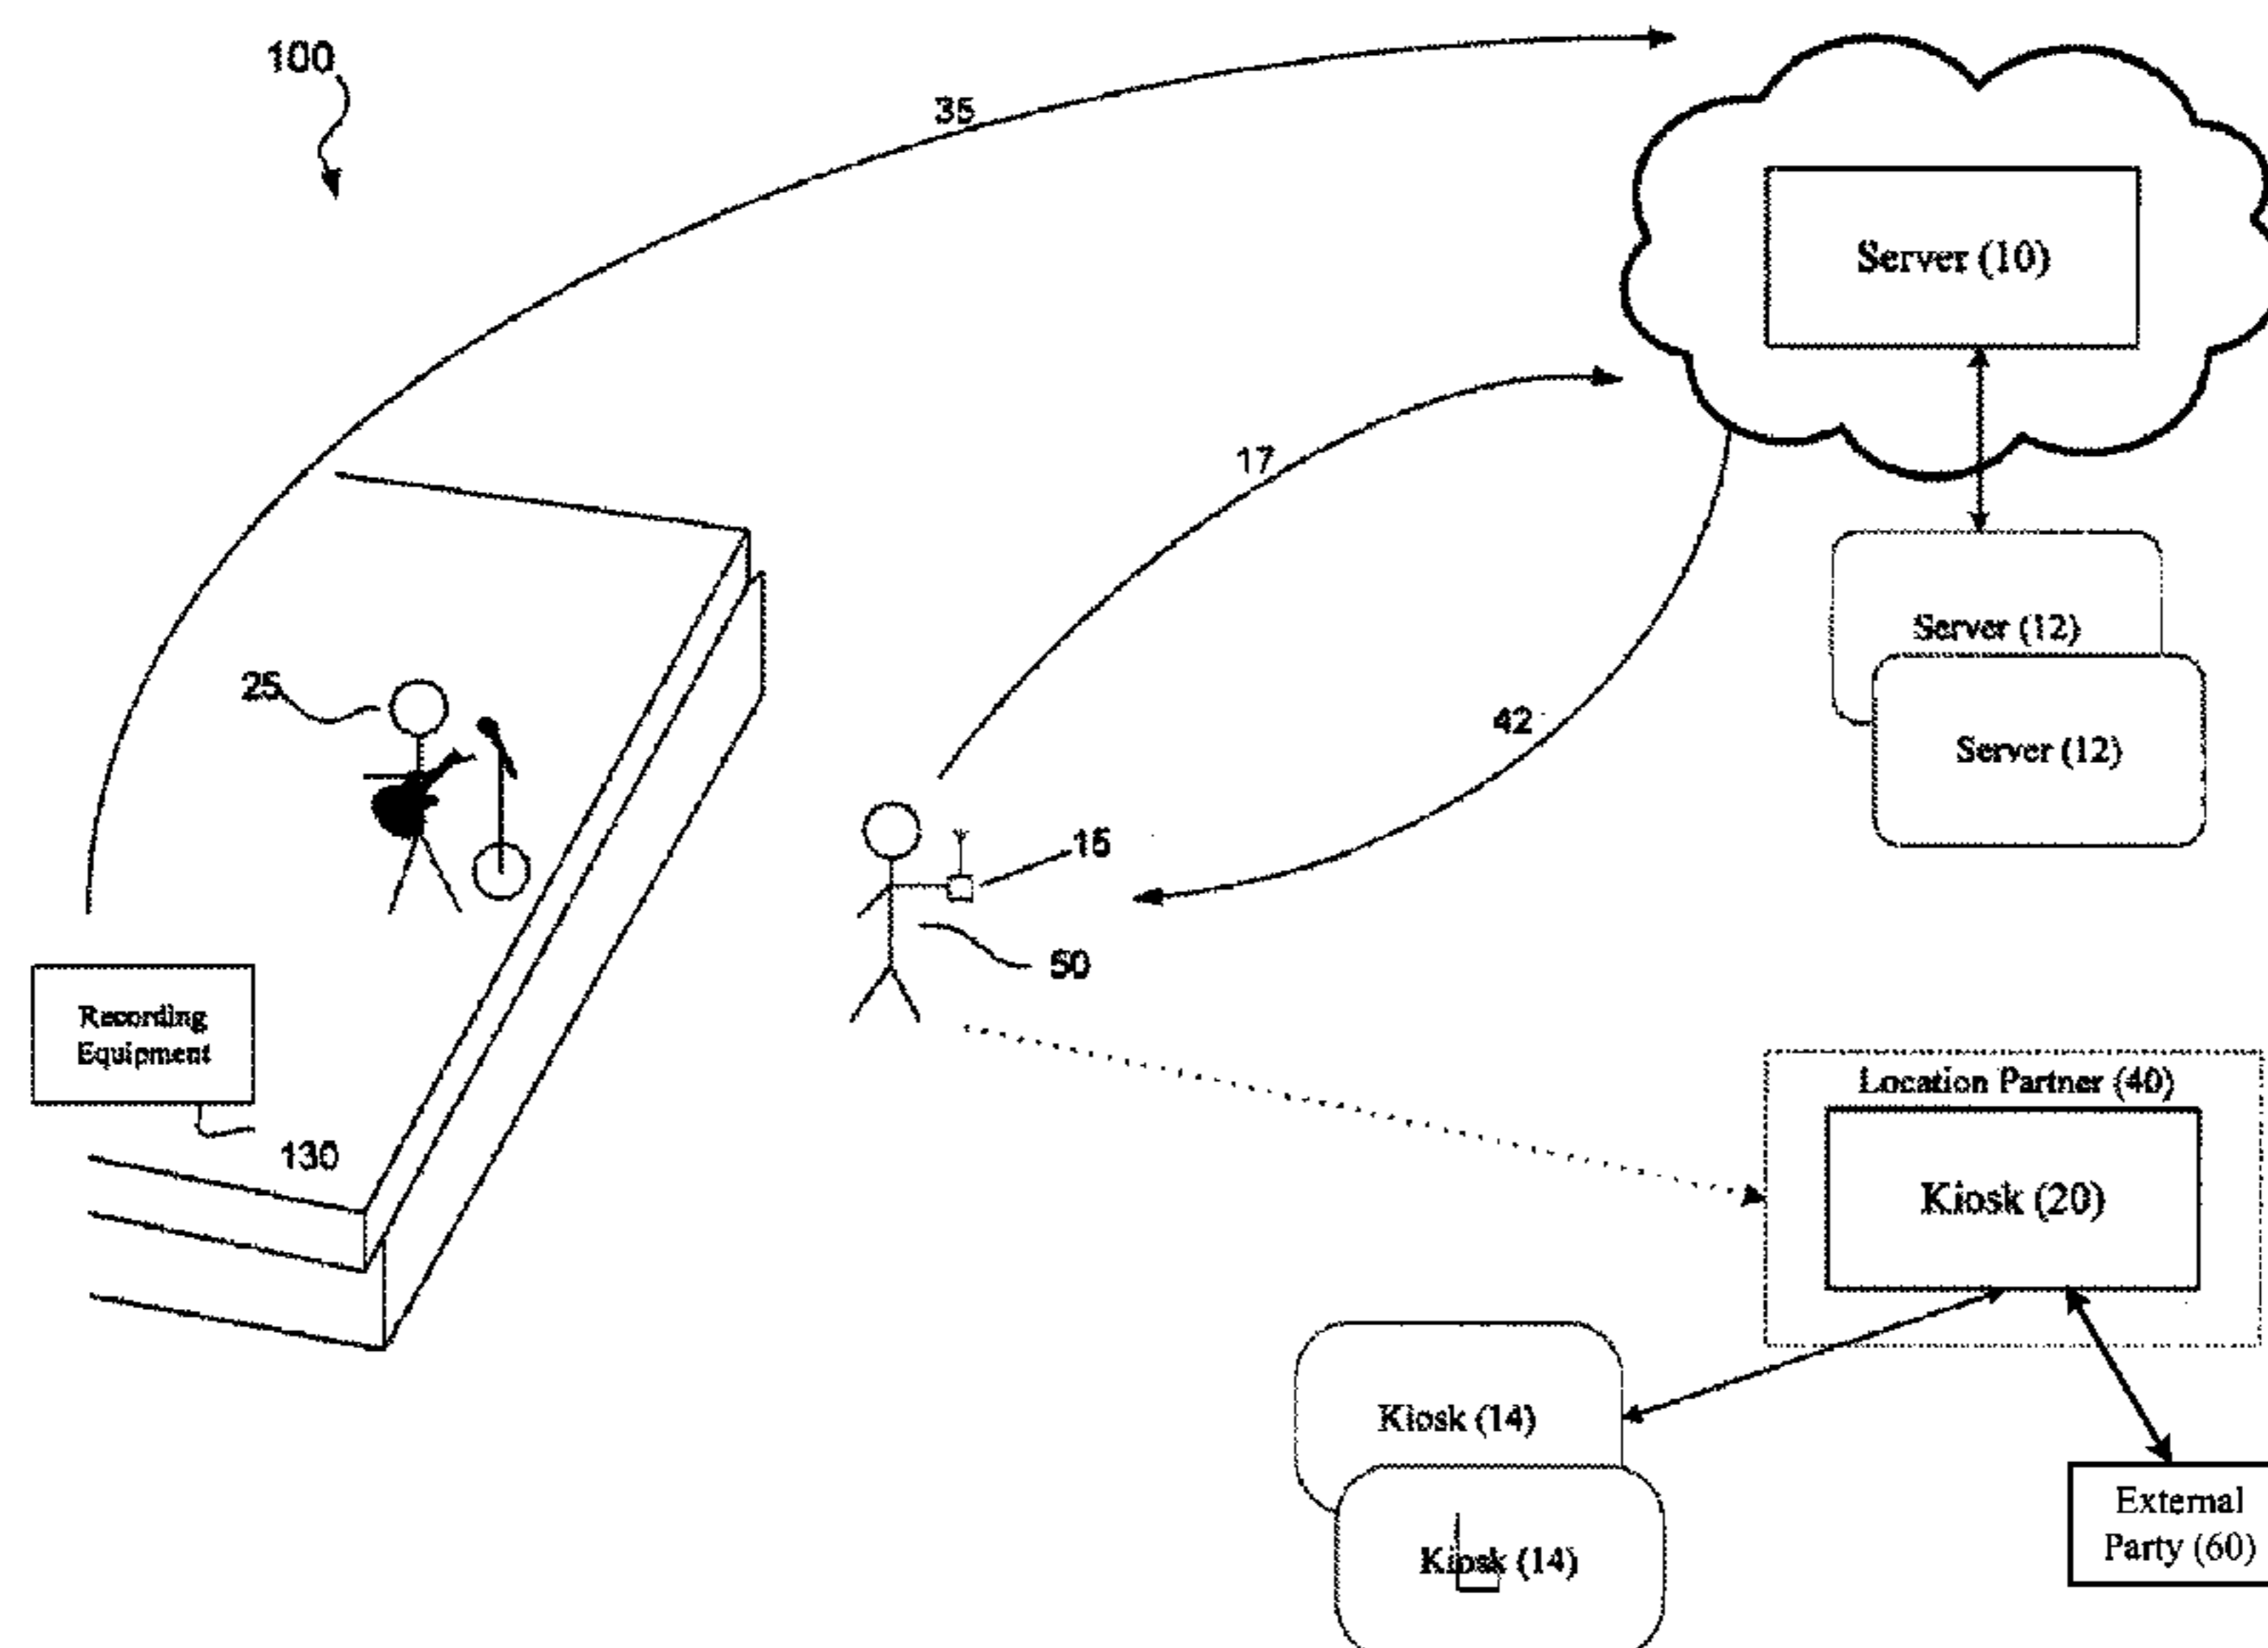 100
35
Server (10)
17
Server (12)
25
42
Server (12)
15
50
Recording
Equipment
Location Partner (40)
130
Kiosk (20)
Kiosk (14)
External
Party (60)
Kiosk (14)